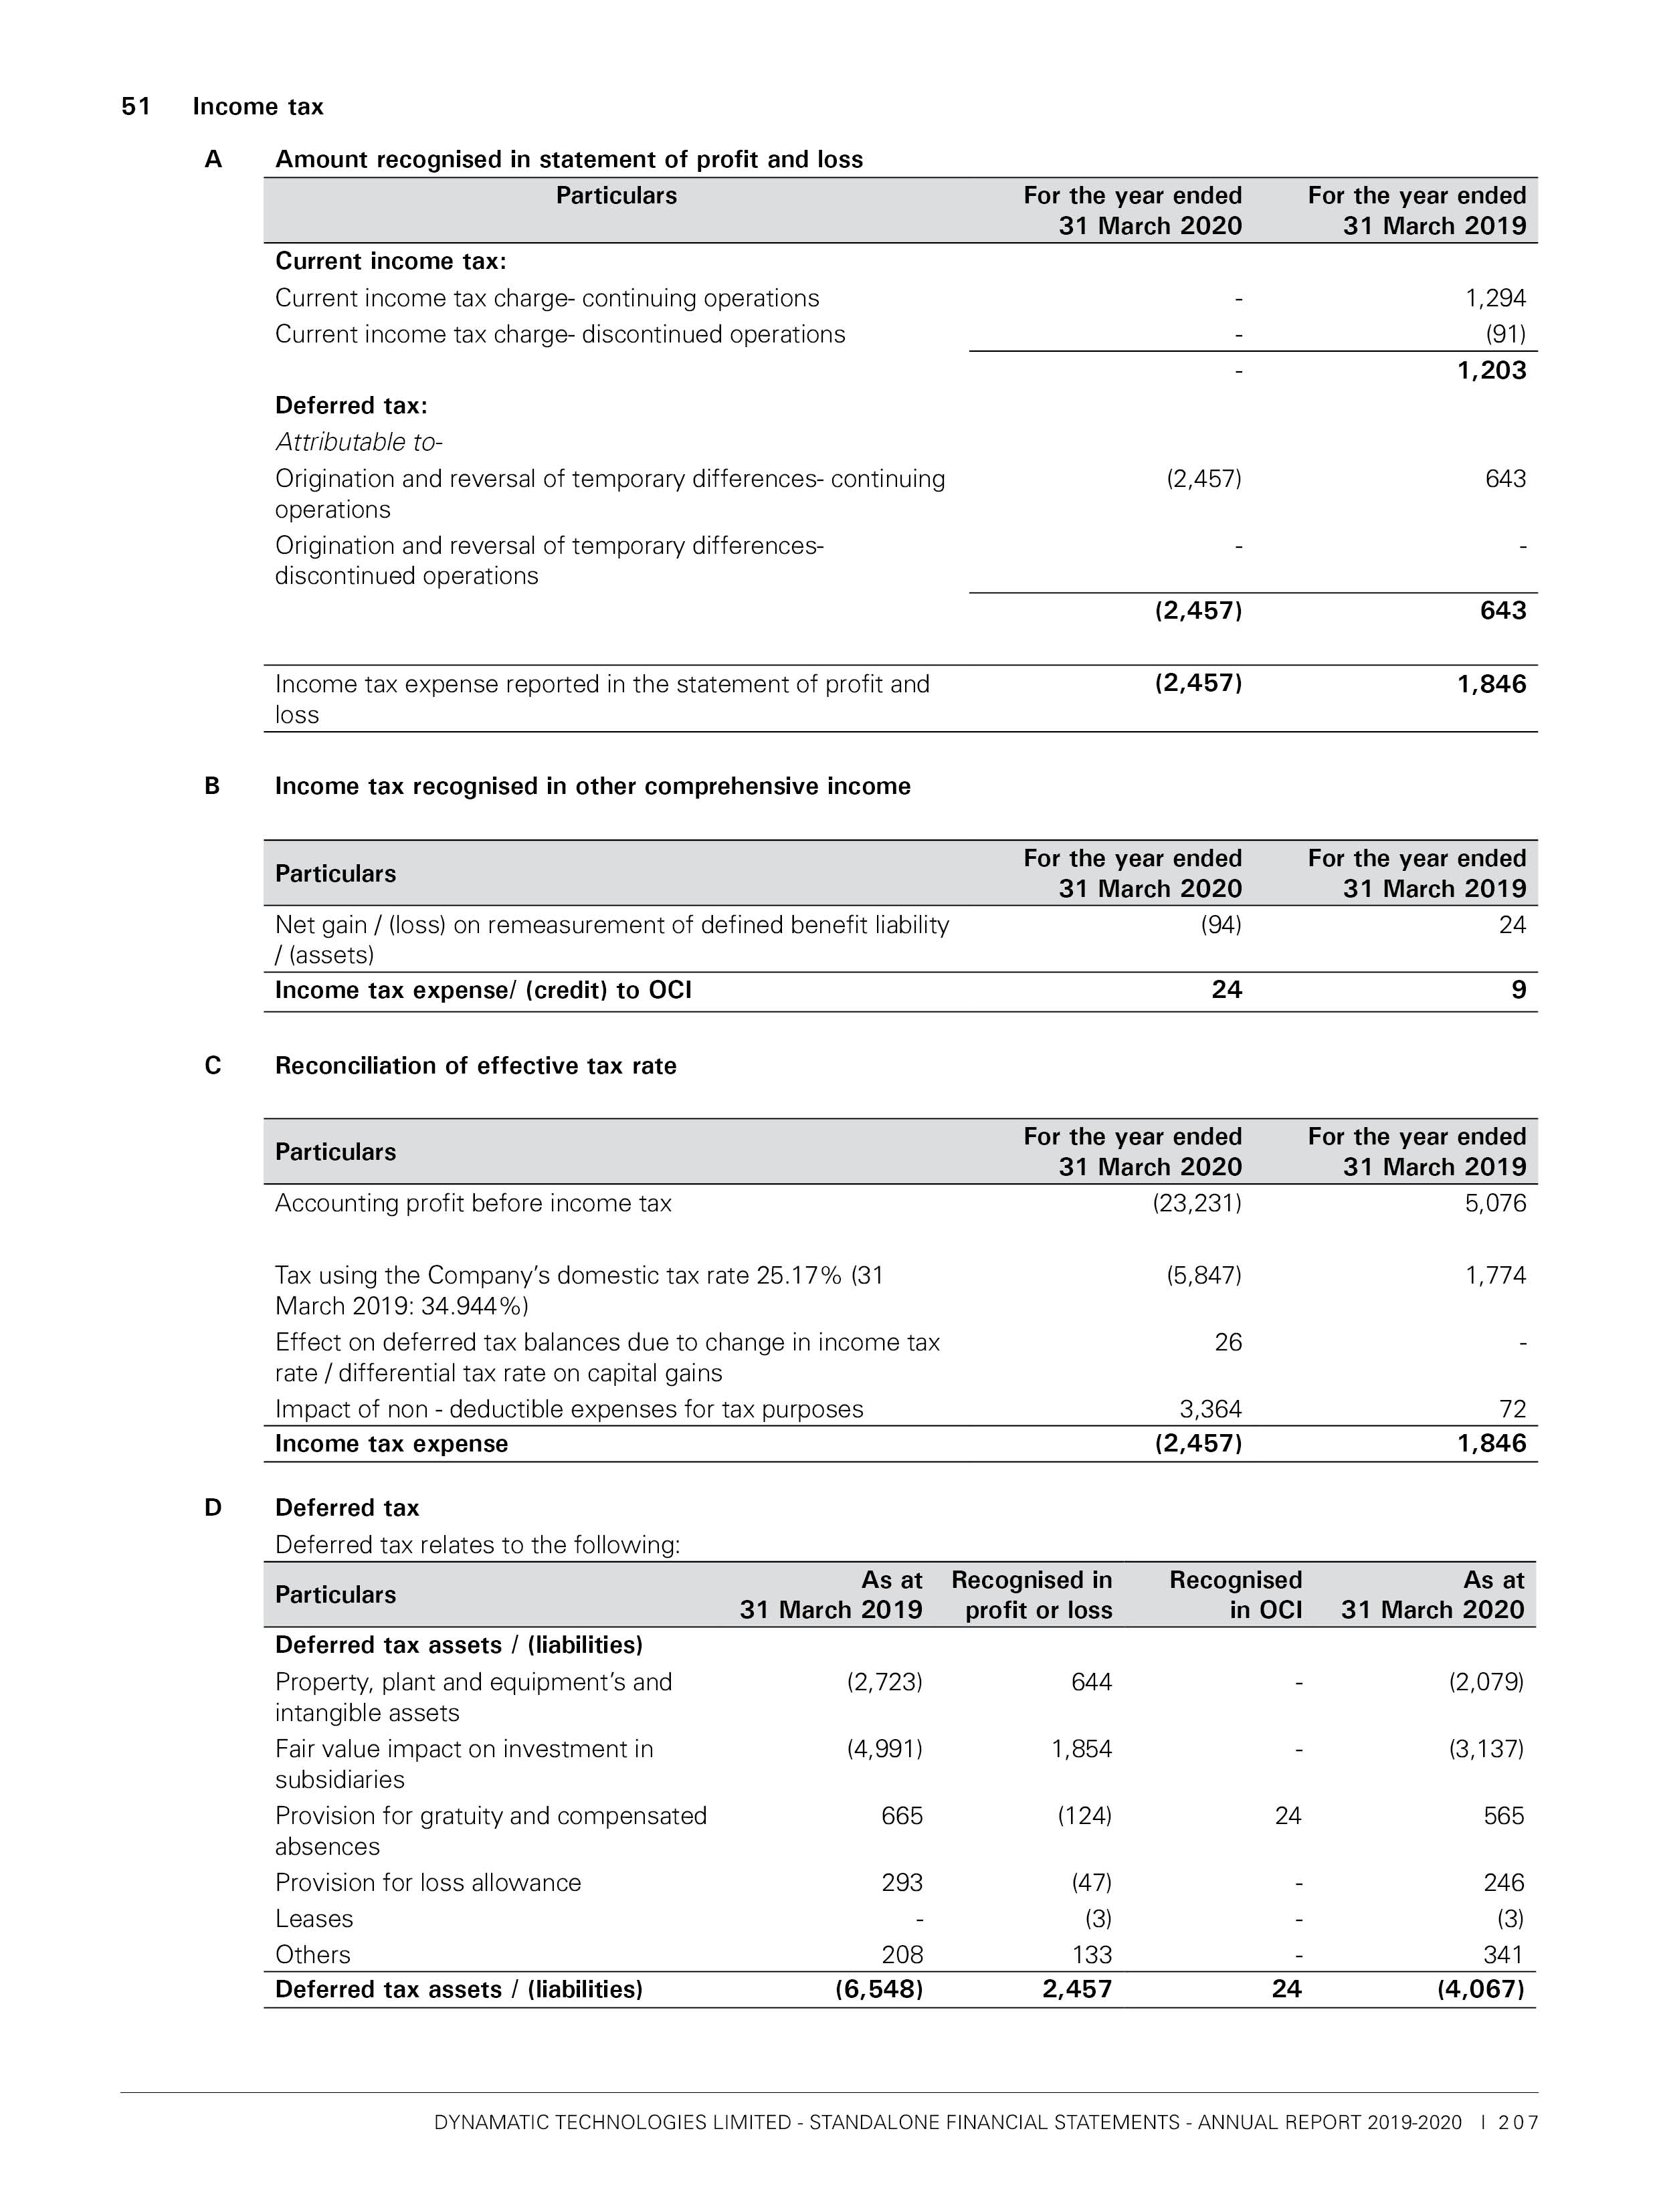 51 Income tax
A Amount recognised in statement of profit and loss
Particulars For the year ended 31 March 2020 For the year ended 31 March 2019
Current income tax:
Current income tax charge- continuing operations - 1,294
Current income tax charge- discontinued operations - (91)
- 1,203
Deferred tax:
Attributable to-
Origination and reversal of temporary differences- continuing operations (2,457) 643
Origination and reversal of temporary differences- discontinued operations - -
(2,457) 643
Income tax expense reported in the statement of profit and loss (2,457) 1,846
B Income tax recognised in other comprehensive income
Particulars For the year ended 31 March 2020 For the year ended 31 March 2019
Net gain / (loss) on remeasurement of defined benefit liability / (assets) (94) 24
Income tax expense/ (credit) to OCI 24 9
C Reconciliation of effective tax rate
Particulars For the year ended 31 March 2020 For the year ended 31 March 2019
Accounting profit before income tax (23,231) 5,076
Tax using the Company's domestic tax rate 25.17% (31 March 2019: 34.944%) (5,847) 1,774
Effect on deferred tax balances due to change in income tax rate / differential tax rate on capital gains 26 -
Impact of non - deductible expenses for tax purposes 3,364 72
Income tax expense (2,457) 1,846
D Deferred tax
Deferred tax relates to the following:
Particulars As at 31 March 2019 Recognised in profit or loss Recognised in OCI As at 31 March 2020
Deferred tax assets / (liabilities)
Property, plant and equipment's and intangible assets (2,723) 644 - (2,079)
Fair value impact on investment in subsidiaries (4,991) 1,854 - (3,137)
Provision for gratuity and compensated absences 665 (124) 24 565
Provision for loss allowance 293 (47) - 246
Leases - (3) - (3)
Others 208 133 - 341
Deferred tax assets / (liabilities) (6,548) 2,457 24 (4,067)
DYNAMATIC TECHNOLOGIES LIMITED - STANDALONE FINANCIAL STATEMENTS - ANNUAL REPORT 2019-2020 | 207